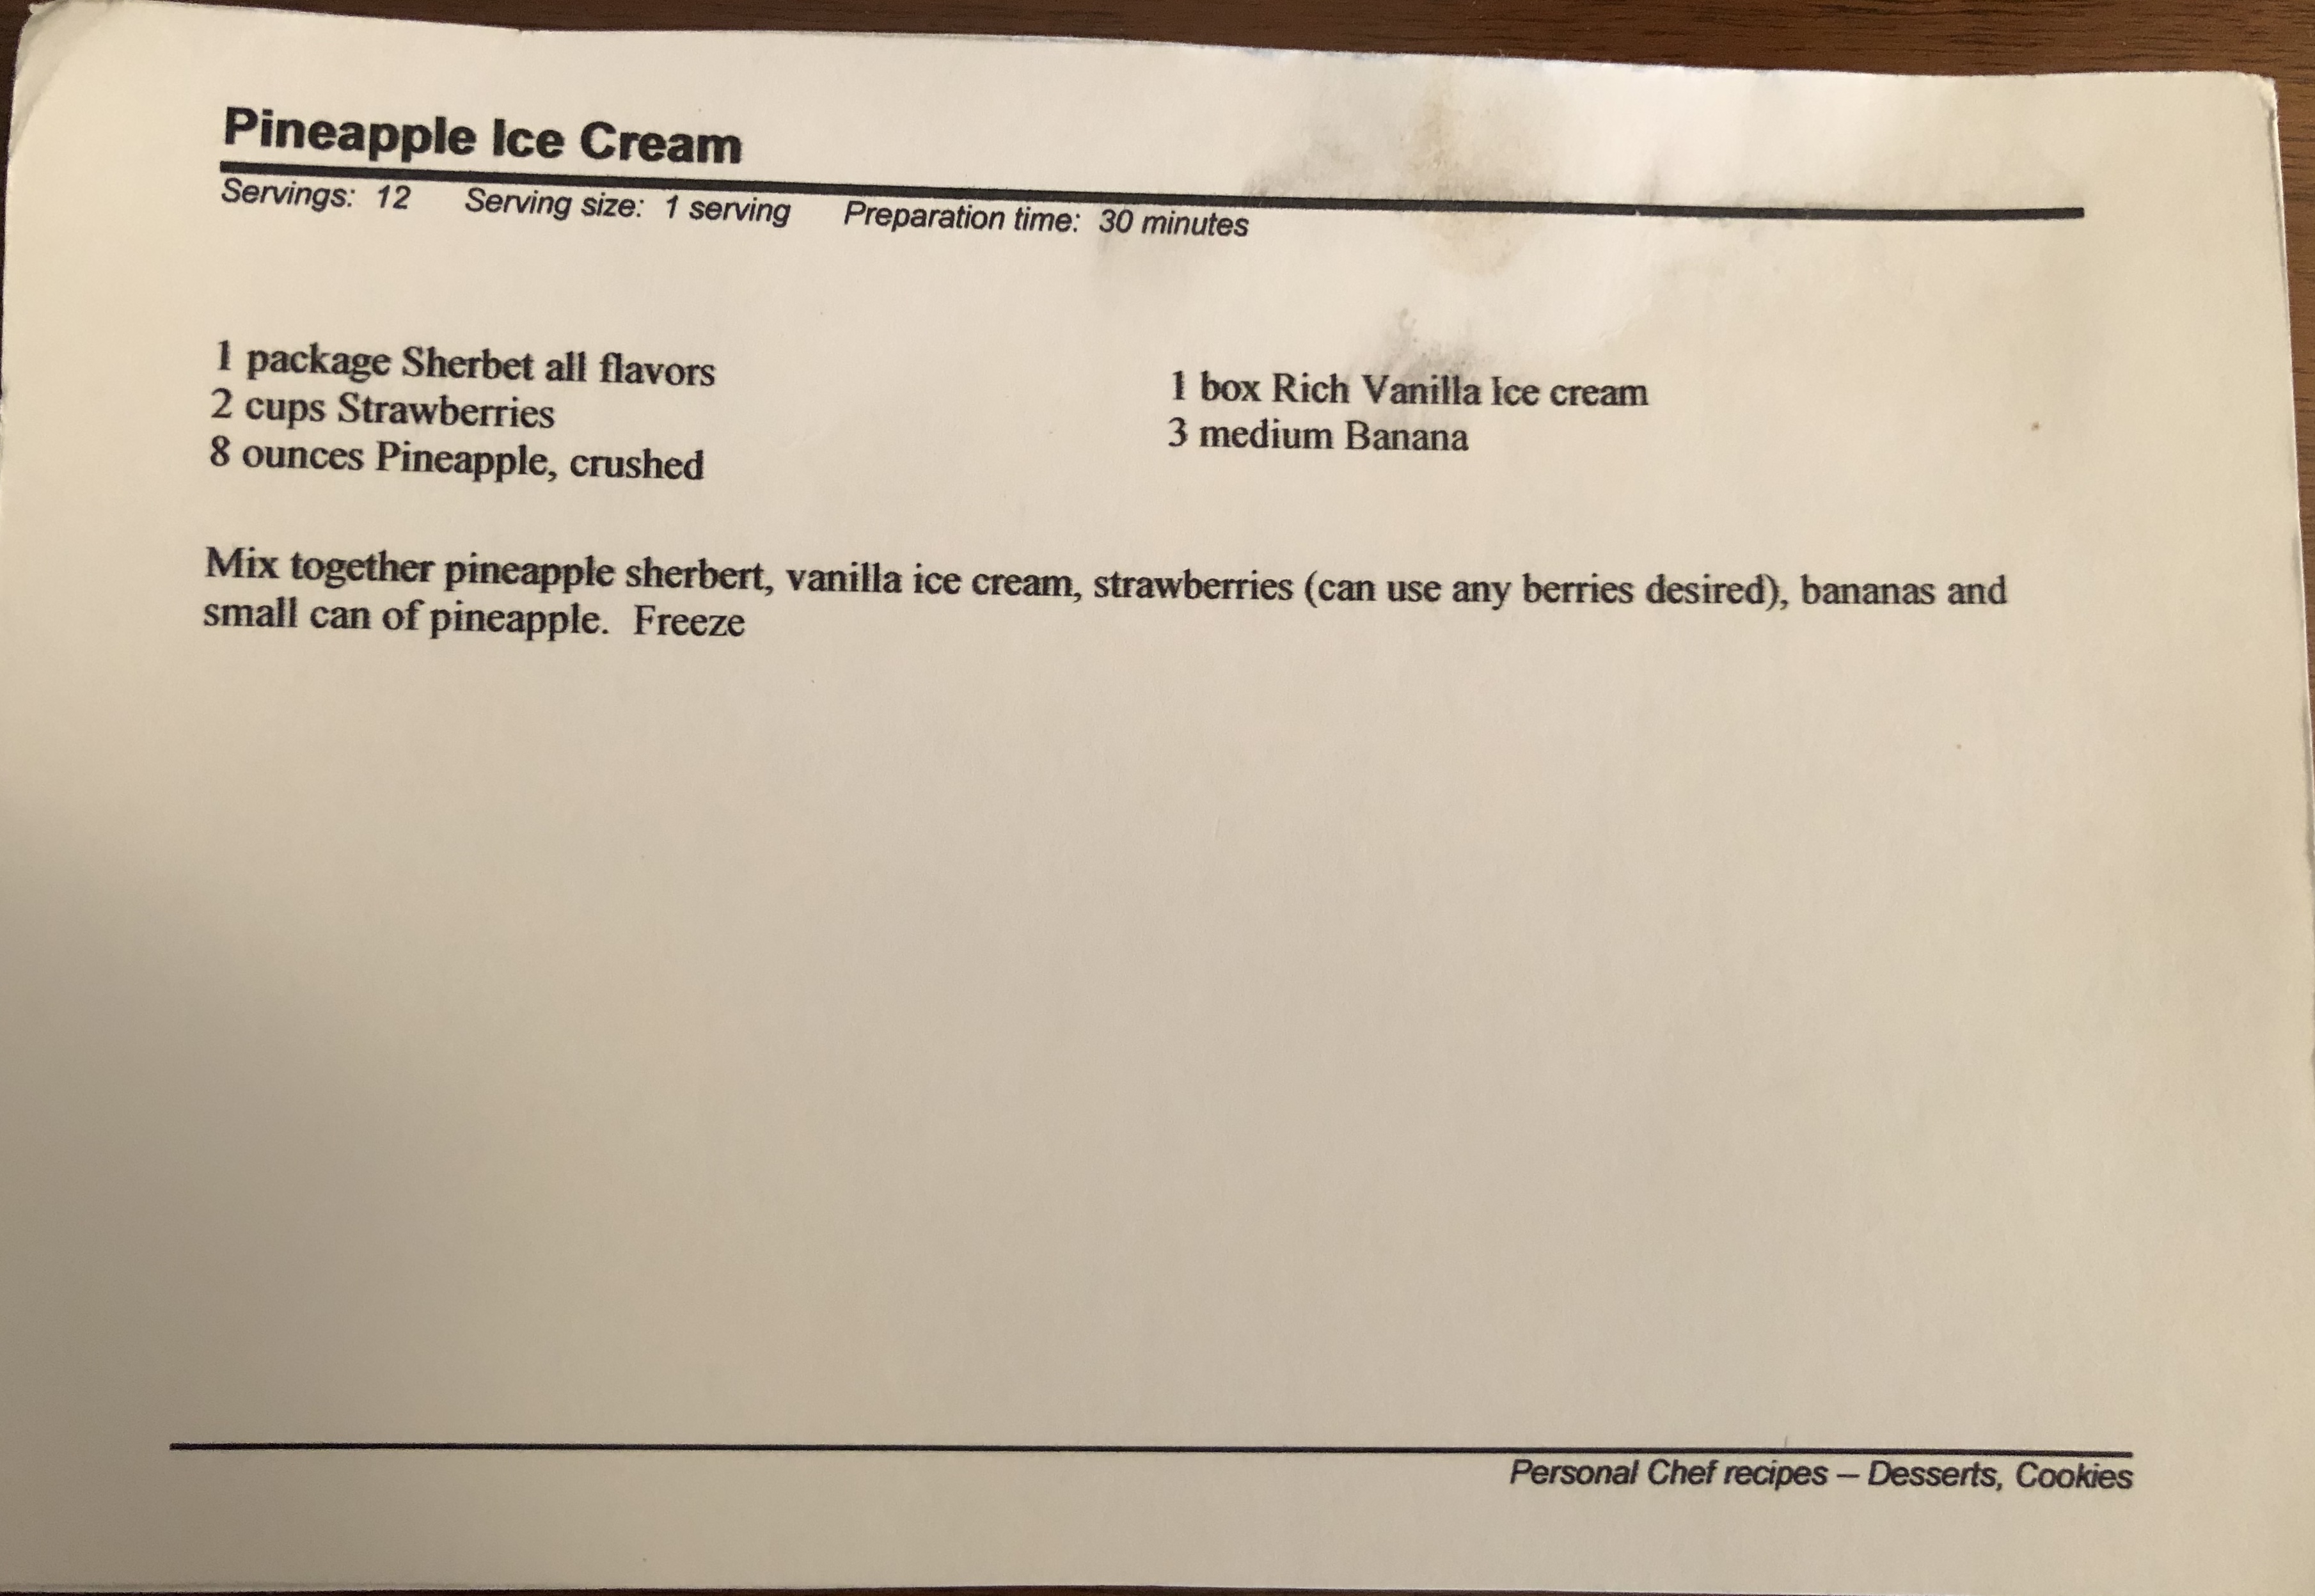 Pineapple Ice Cream
Servings: 12 Serving size: 1 serving Preparation time: 30 minutes
1 package Sherbet all flavors
2 cups Strawberries
8 ounces Pineapple, crushed
1 box Rich Vanilla Ice cream
3 medium Banana
Mix together pineapple sherbert, vanilla ice cream, strawberries (can use any berries desired), bananas and
small can of pineapple. Freeze
Personal Chef recipes – Desserts, Cookies